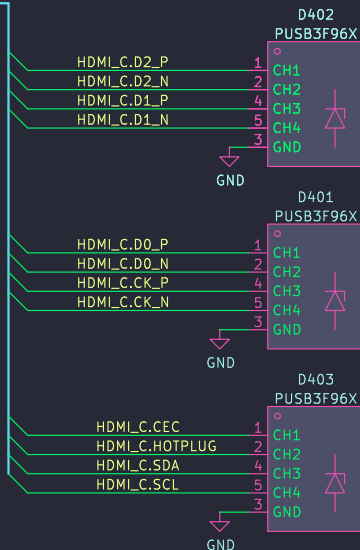 D402
PUSB3F96X
HDMI_C.D2_P 1 CH1
HDMI_C.D2_N 2 CH2
HDMI_C.D1_P 4 CH3
HDMI_C.D1_N 5 CH4
3 GND
GND
D401
PUSB3F96X
HDMI_C.D0_P 1 CH1
HDMI_C.D0_N 2 CH2
HDMI_C.CK_P 4 CH3
HDMI_C.CK_N 5 CH4
3 GND
GND
D403
PUSB3F96X
HDMI_C.CEC 1 CH1
HDMI_C.HOTPLUG 2 CH2
HDMI_C.SDA 4 CH3
HDMI_C.SCL 5 CH4
3 GND
GND